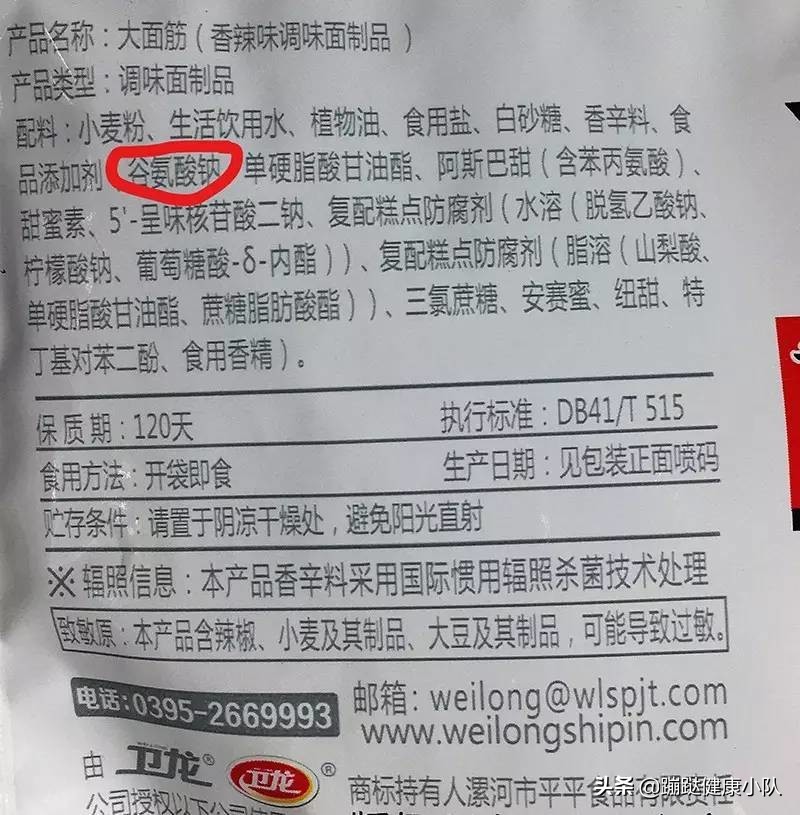 产品名称：大面筋（香辣味调味面制品）
产品类型：调味面制品
配料：小麦粉、生活饮用水、植物油、食用盐、白砂糖、香辛料、食
品添加剂 谷氨酸钠 单硬脂酸甘油酯、阿斯巴甜（含苯丙氨酸）、
甜蜜素、5'-呈味核苷酸二钠、复配糕点防腐剂（水溶（脱氢乙酸钠、
柠檬酸钠、葡萄糖酸-δ-内酯））、复配糕点防腐剂（脂溶（山梨酸、
单硬脂酸甘油酯、蔗糖脂肪酸酯））、三氯蔗糖、安赛蜜、纽甜、特
丁基对苯二酚、食用香精）。
保质期：120天 执行标准：DB41/T 515
食用方法：开袋即食 生产日期：见包装正面喷码
贮存条件：请置于阴凉干燥处，避免阳光直射
※辐照信息：本产品香辛料采用国际惯用辐照杀菌技术处理
致敏原：本产品含辣椒、小麦及其制品、大豆及其制品，可能导致过敏。
电话：0395-2669993 邮箱：weilong@wlspjt.com
www.weilongshipin.com
由 卫龙® 卫龙® 商标持有人漯河市平平食品有限责任
公司授权以下公司使用
头条 @蹦跶健康小队